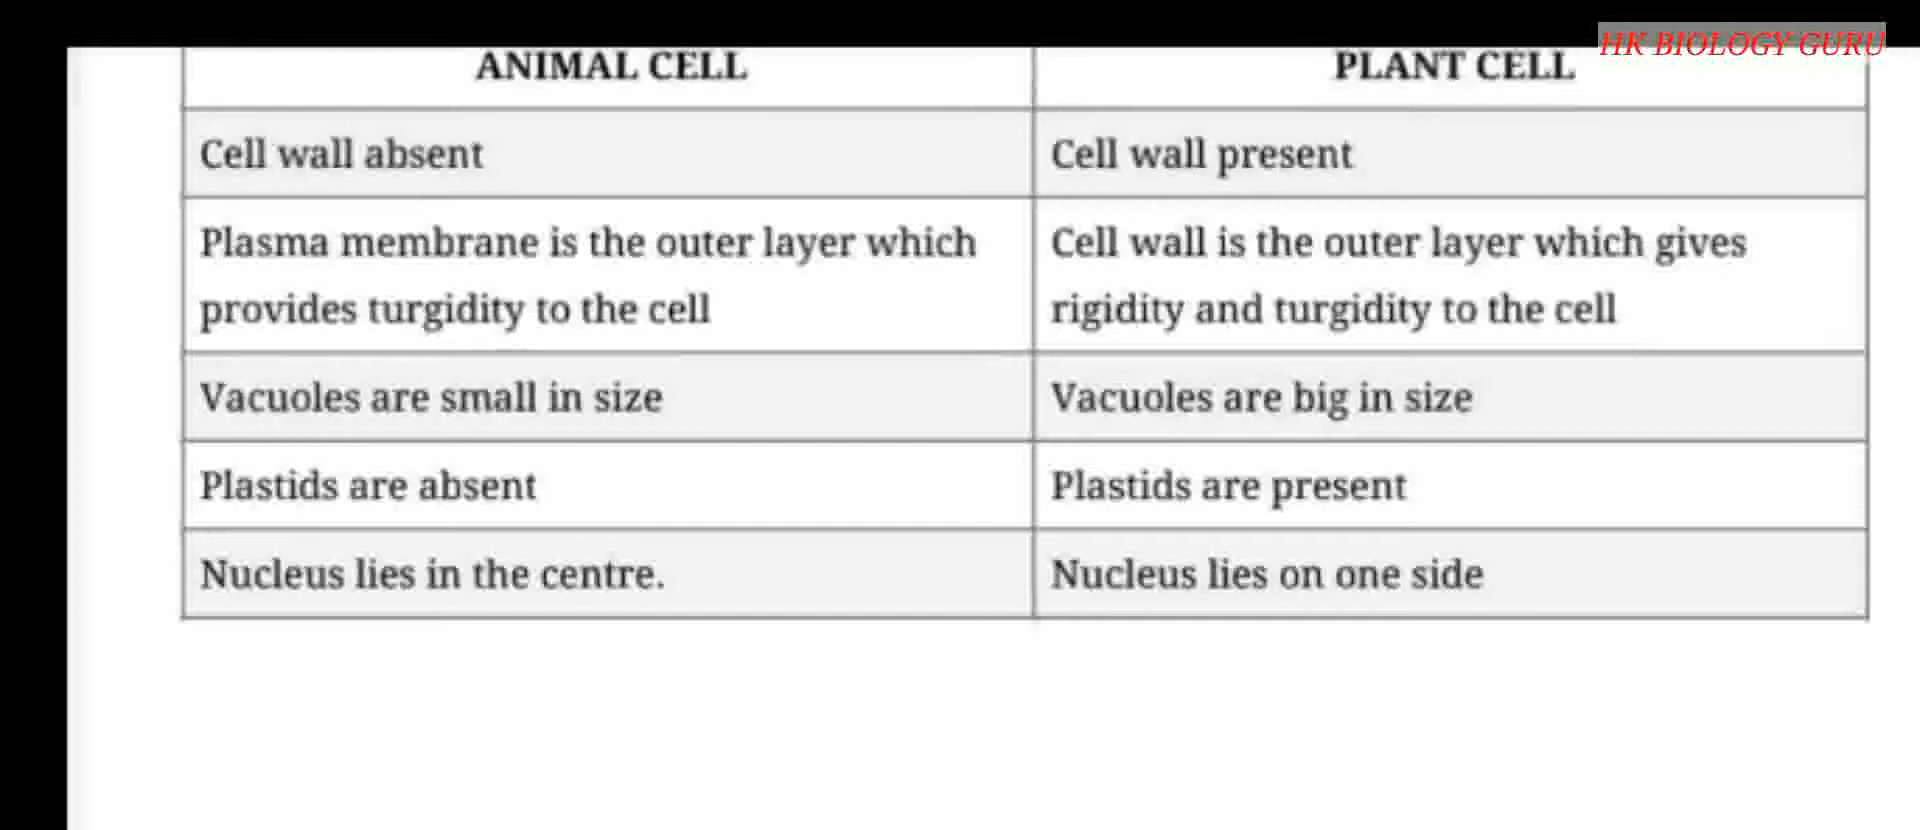 HK BIOLOGY GURU
ANIMAL CELL
PLANT CELL
Cell wall absent
Cell wall present
Plasma membrane is the outer layer which
provides turgidity to the cell
Cell wall is the outer layer which gives
rigidity and turgidity to the cell
Vacuoles are small in size
Vacuoles are big in size
Plastids are absent
Plastids are present
Nucleus lies in the centre.
Nucleus lies on one side